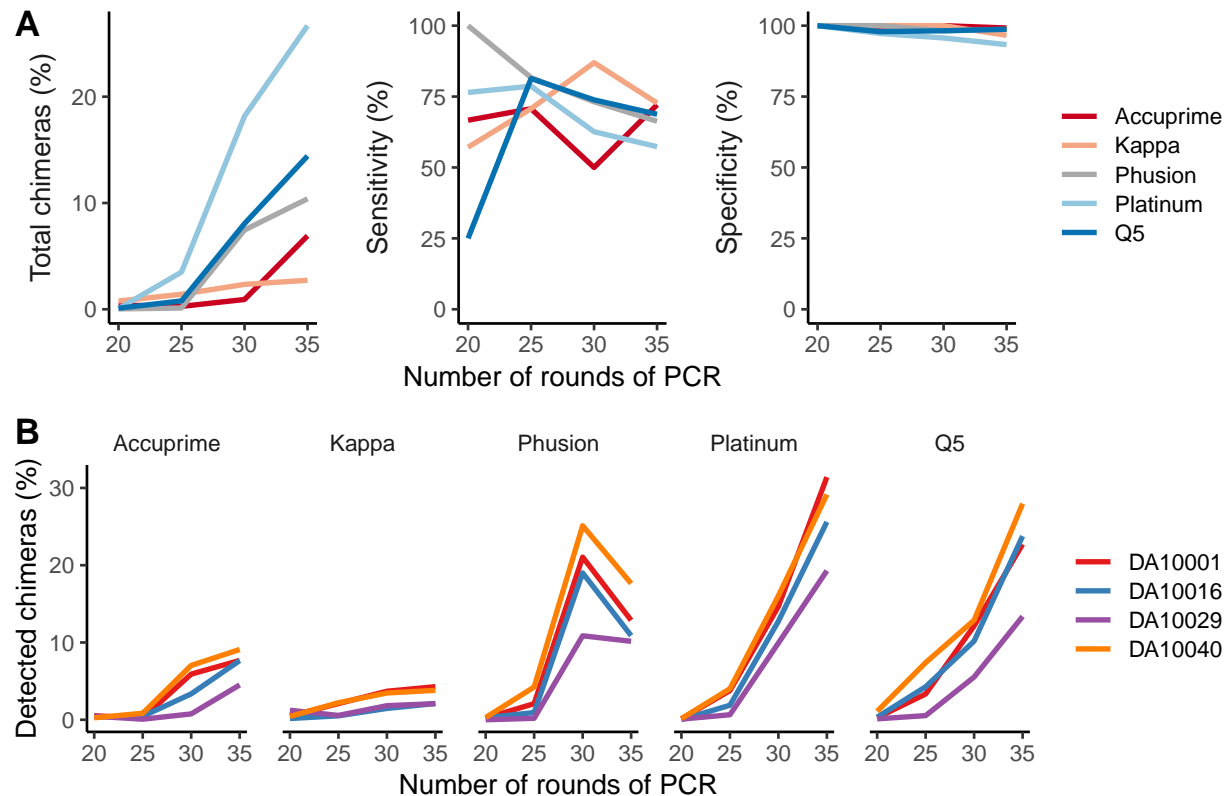 A
Total chimeras (%)
20
10
0
20 25 30 35
Sensitivity (%)
100
75
50
25
0
20 25 30 35
Specificity (%)
100
75
50
25
0
20 25 30 35
Number of rounds of PCR
Accuprime
Kappa
Phusion
Platinum
Q5
B
Accuprime Kappa Phusion Platinum Q5
Detected chimeras (%)
30
20
10
0
20 25 30 35 20 25 30 35 20 25 30 35 20 25 30 35 20 25 30 35
Number of rounds of PCR
DA10001
DA10016
DA10029
DA10040